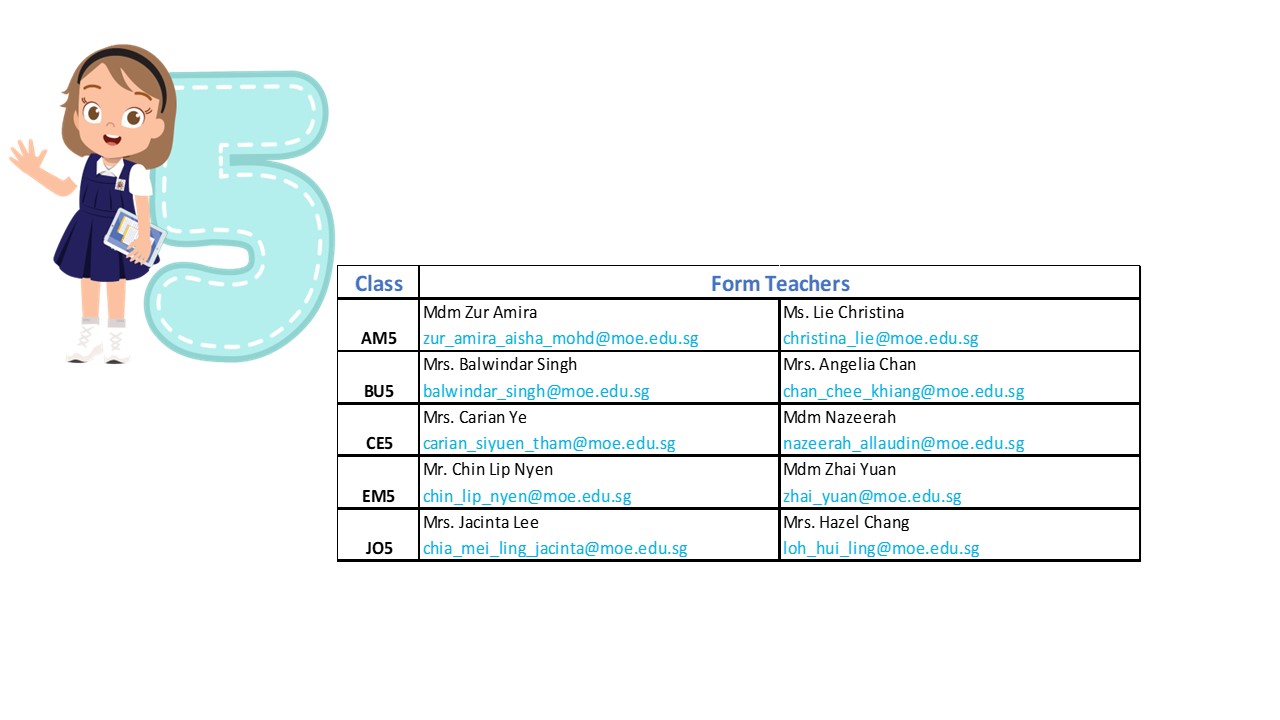 5
Class Form Teachers
Mdm Zur Amira Ms. Lie Christina
AM5 zur_amira_aisha_mohd@moe.edu.sg christina_lie@moe.edu.sg
Mrs. Balwindar Singh Mrs. Angelia Chan
BU5 balwindar_singh@moe.edu.sg chan_chee_khiang@moe.edu.sg
Mrs. Carian Ye Mdm Nazeerah
CE5 carian_siyuen_tham@moe.edu.sg nazeerah_allaudin@moe.edu.sg
Mr. Chin Lip Nyen Mdm Zhai Yuan
EM5 chin_lip_nyen@moe.edu.sg zhai_yuan@moe.edu.sg
Mrs. Jacinta Lee Mrs. Hazel Chang
JO5 chia_mei_ling_jacinta@moe.edu.sg loh_hui_ling@moe.edu.sg